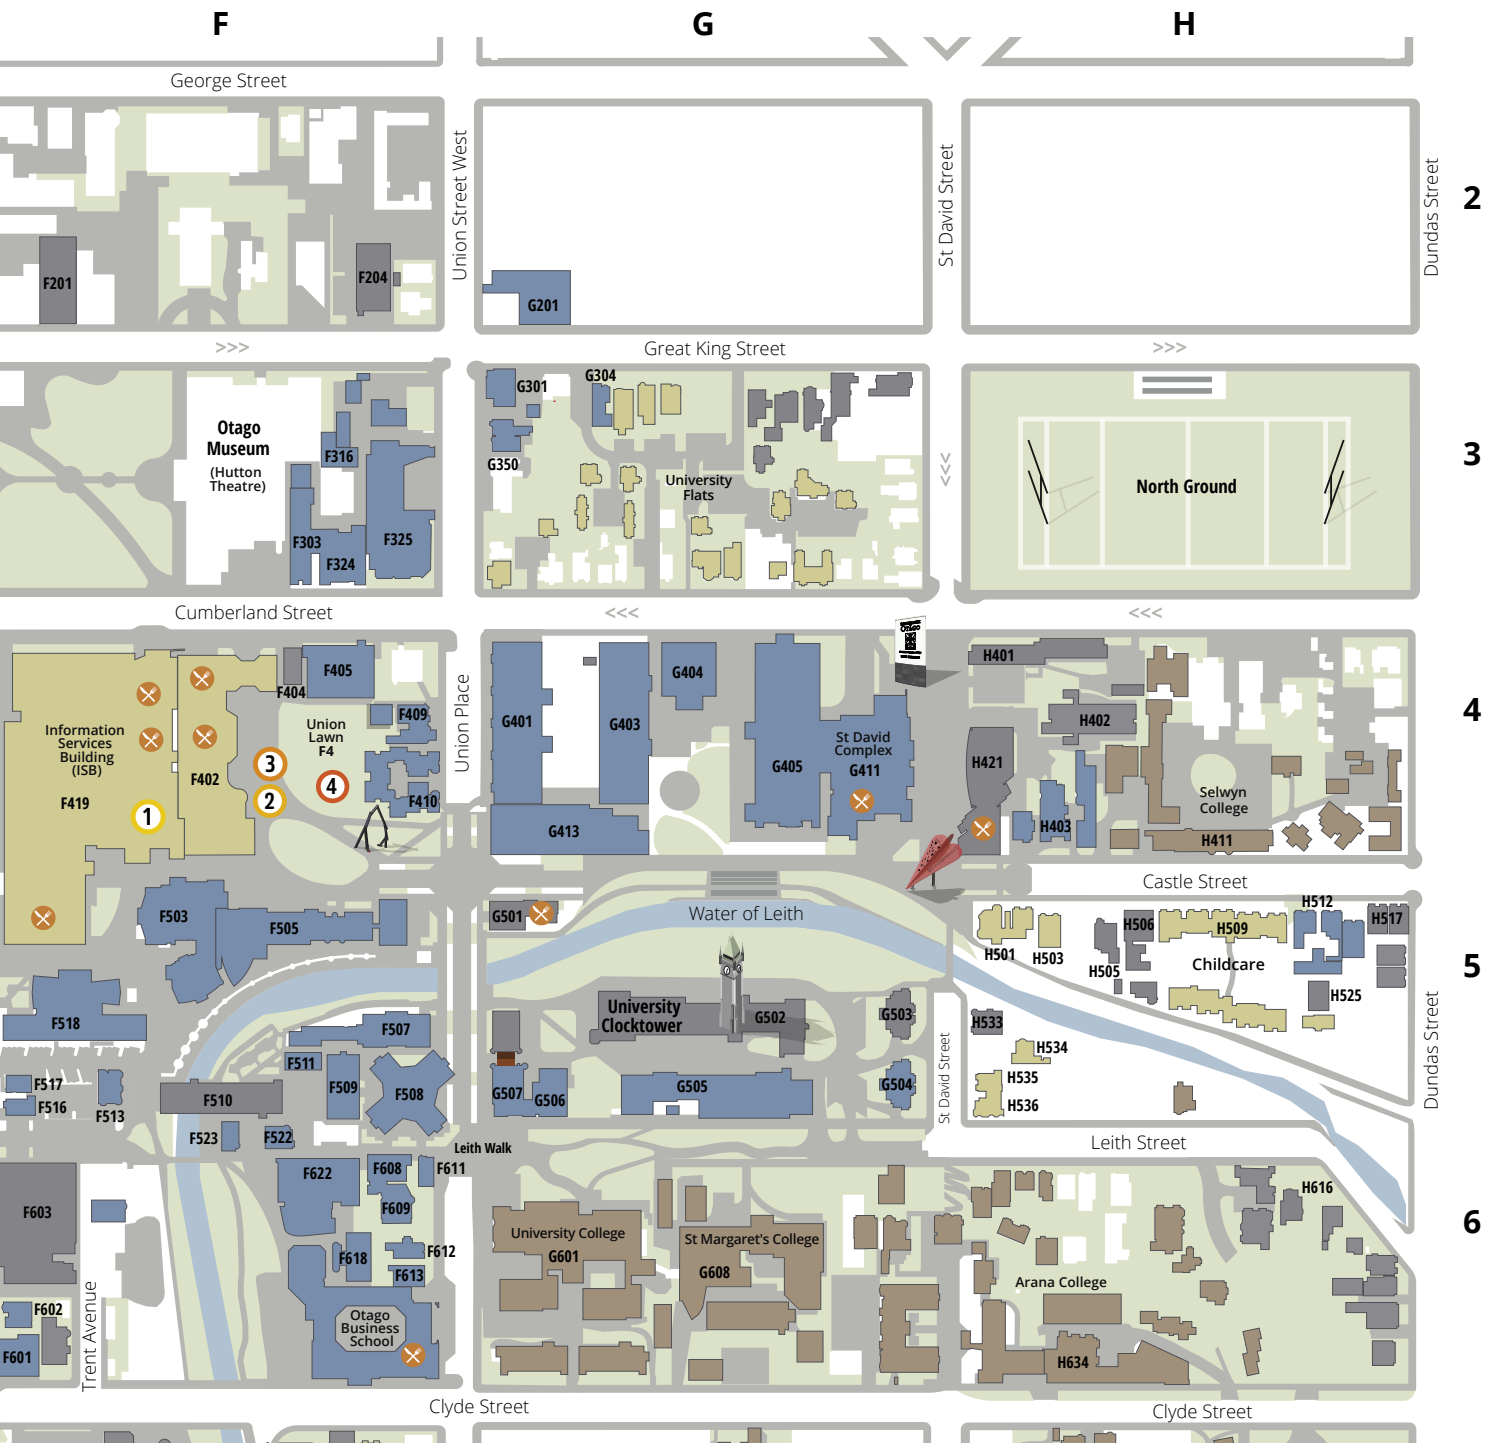 F
G
H
George Street
Union Street West
St David Street
Dundas Street
2
F201
F204
G201
>>>
Great King Street
>>>
Otago
Museum
(Hutton
Theatre)
F316
F303
F324
F325
G301
G304
G350
University
Flats
<<<
North Ground
3
Cumberland Street
<<<
<<<
F404
F405
F409
Union
Lawn
F4
Information
Services
Building
(ISB)
F419
F402
F410
1
2
3
4
Union Place
G401
G403
G404
G405
St David
Complex
G411
G413
H401
H402
H421
H403
Selwyn
College
H411
4
Castle Street
F503
F505
F518
F507
F511
F509
F508
F510
F517
F516
F513
F523
F522
G501
Water of Leith
University
Clocktower
G502
G503
G504
G505
G506
G507
H501
H503
H505
H506
H509
H512
H517
Childcare
H525
H533
H534
H535
H536
5
St David Street
Dundas Street
Leith Walk
Leith Street
F603
F622
F608
F611
F609
F618
F612
F613
F602
F601
Trent Avenue
Otago
Business
School
University College
G601
St Margaret's College
G608
Arana College
H616
H634
6
Clyde Street
Clyde Street